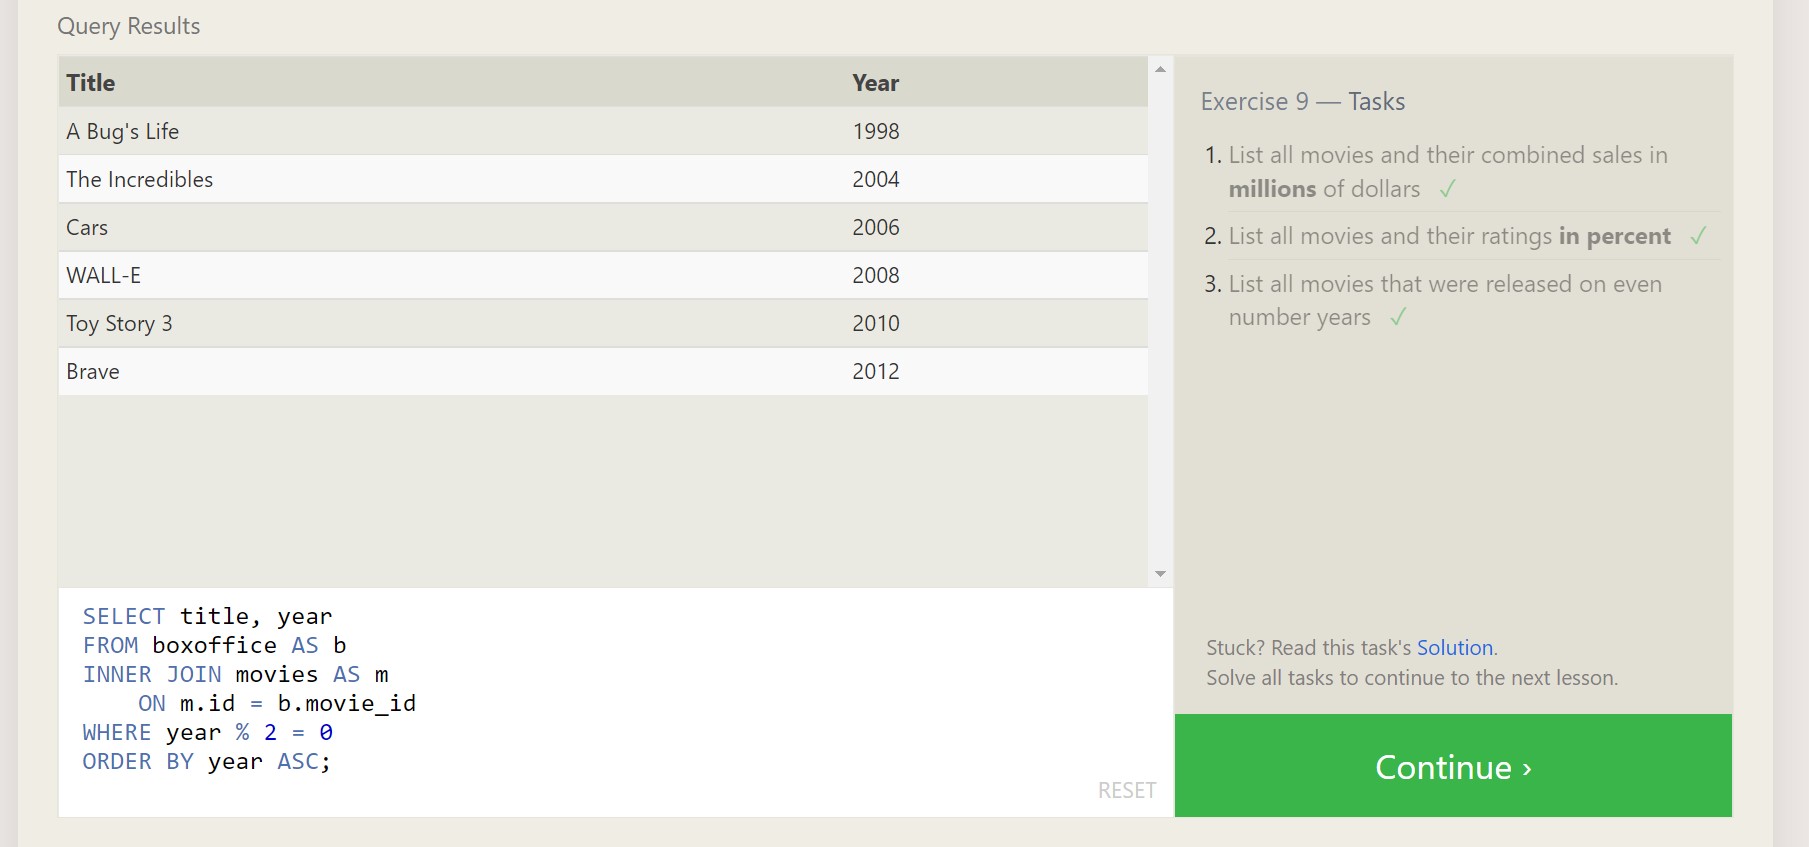 Query Results
Title Year
A Bug's Life 1998
The Incredibles 2004
Cars 2006
WALL-E 2008
Toy Story 3 2010
Brave 2012
SELECT title, year
FROM boxoffice AS b
INNER JOIN movies AS m
    ON m.id = b.movie_id
WHERE year % 2 = 0
ORDER BY year ASC;
RESET
Exercise 9 — Tasks
1. List all movies and their combined sales in
millions of dollars ✓
2. List all movies and their ratings in percent ✓
3. List all movies that were released on even
number years ✓
Stuck? Read this task's Solution.
Solve all tasks to continue to the next lesson.
Continue ›